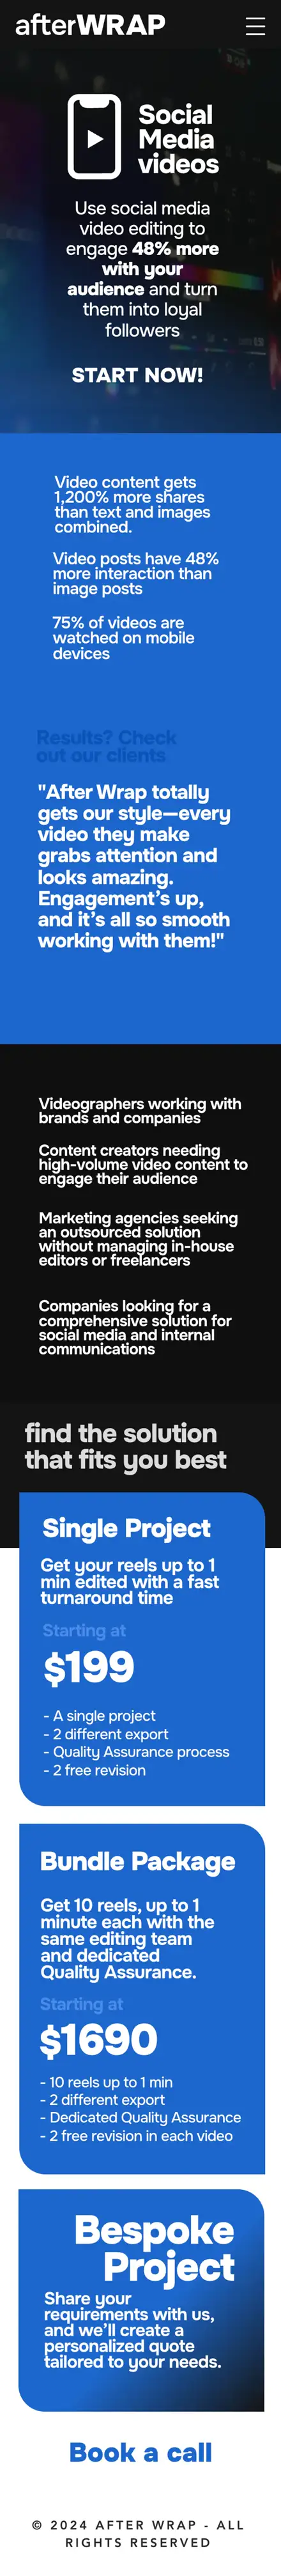 afterWRAP
Social
Media
videos
Use social media
video editing to
engage 48% more
with your
audience and turn
them into loyal
followers
START NOW!
Video content gets
1,200% more shares
than text and images
combined.
Video posts have 48%
more interaction than
image posts
75% of videos are
watched on mobile
devices
Results? Check
out our clients
"After Wrap totally
gets our style—every
video they make
grabs attention and
looks amazing.
Engagement's up,
and it's all so smooth
working with them!"
Videographers working with
brands and companies
Content creators needing
high-volume video content to
engage their audience
Marketing agencies seeking
an outsourced solution
without managing in-house
editors or freelancers
Companies looking for a
comprehensive solution for
social media and internal
communications
find the solution
that fits you best
Single Project
Get your reels up to 1
min edited with a fast
turnaround time
Starting at
$199
- A single project
- 2 different export
- Quality Assurance process
- 2 free revision
Bundle Package
Get 10 reels, up to 1
minute each with the
same editing team
and dedicated
Quality Assurance.
Starting at
$1690
- 10 reels up to 1 min
- 2 different export
- Dedicated Quality Assurance
- 2 free revision in each video
Bespoke
Project
Share your
requirements with us,
and we'll create a
personalized quote
tailored to your needs.
Book a call
© 2024 AFTER WRAP - ALL
RIGHTS RESERVED